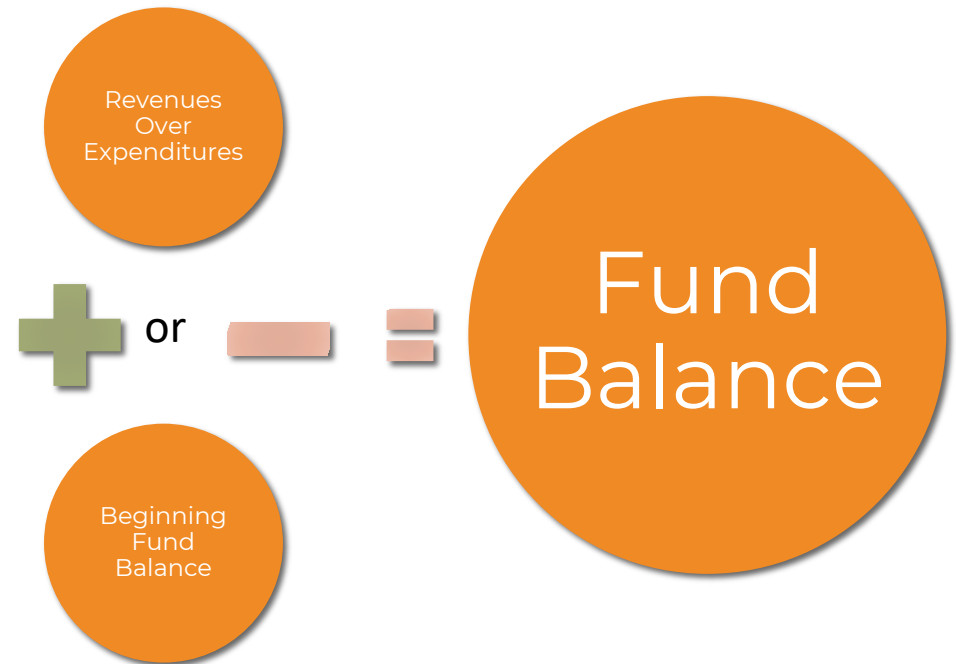 Revenues
Over
Expenditures
or
Fund
Balance
Beginning
Fund
Balance